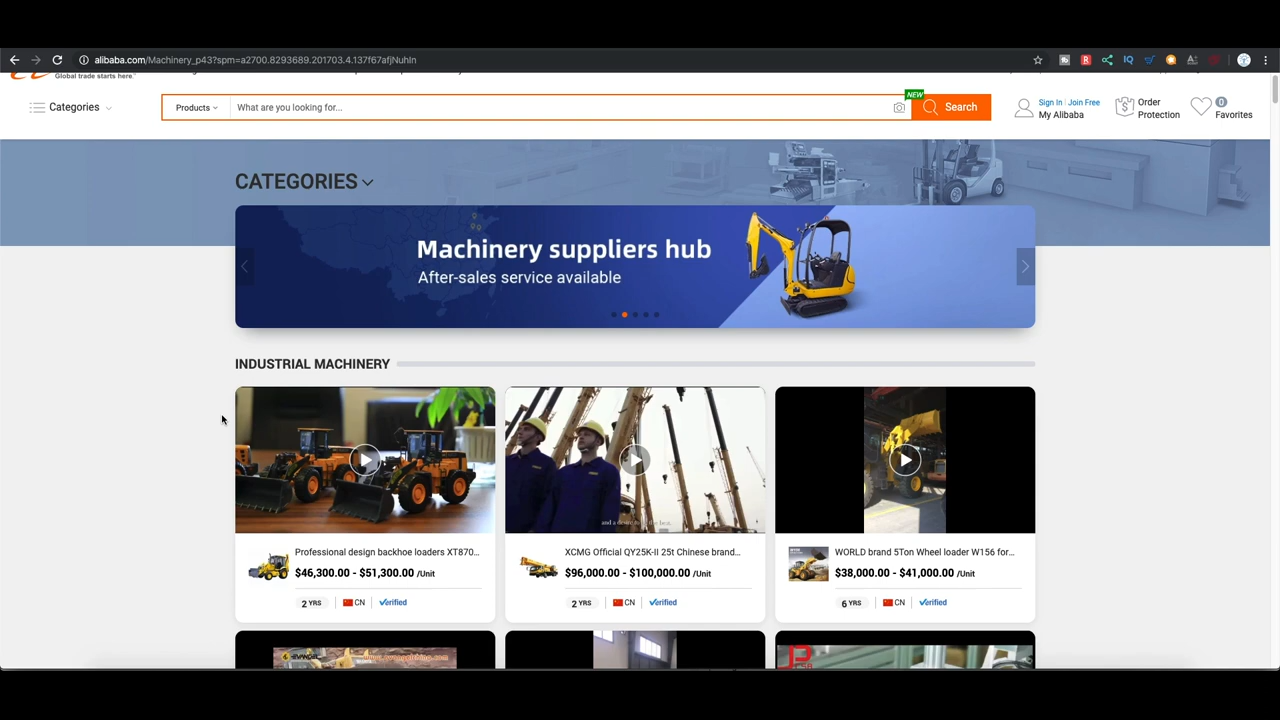 alibaba.com/Machinery_p43?spm=a2700.8293689.201703.4.137f67afjNuhIn
Global trade starts here.
Categories
Products
What are you looking for...
NEW
Search
Sign In | Join Free
My Alibaba
Order
Protection
0
Favorites
CATEGORIES
Machinery suppliers hub
After-sales service available
INDUSTRIAL MACHINERY
Professional design backhoe loaders XT870...
$46,300.00 - $51,300.00 /Unit
2 YRS
CN
Verified
XCMG Official QY25K-II 25t Chinese brand...
$96,000.00 - $100,000.00 /Unit
2 YRS
CN
Verified
WORLD brand 5Ton Wheel loader W156 for...
$38,000.00 - $41,000.00 /Unit
6 YRS
CN
Verified